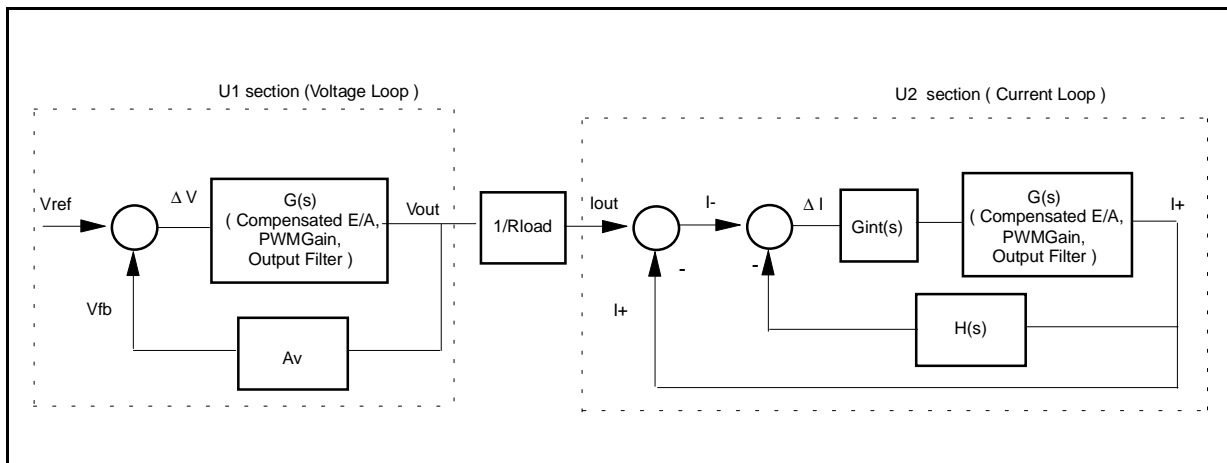 U1 section (Voltage Loop )
U2 section ( Current Loop )
Vref
Δ V
G(s)
( Compensated E/A,
PWMGain,
Output Filter )
Vout
1/Rload
Iout
I-
Δ I
Gint(s)
G(s)
( Compensated E/A,
PWMGain,
Output Filter )
I+
-
-
Vfb
I+
Av
H(s)